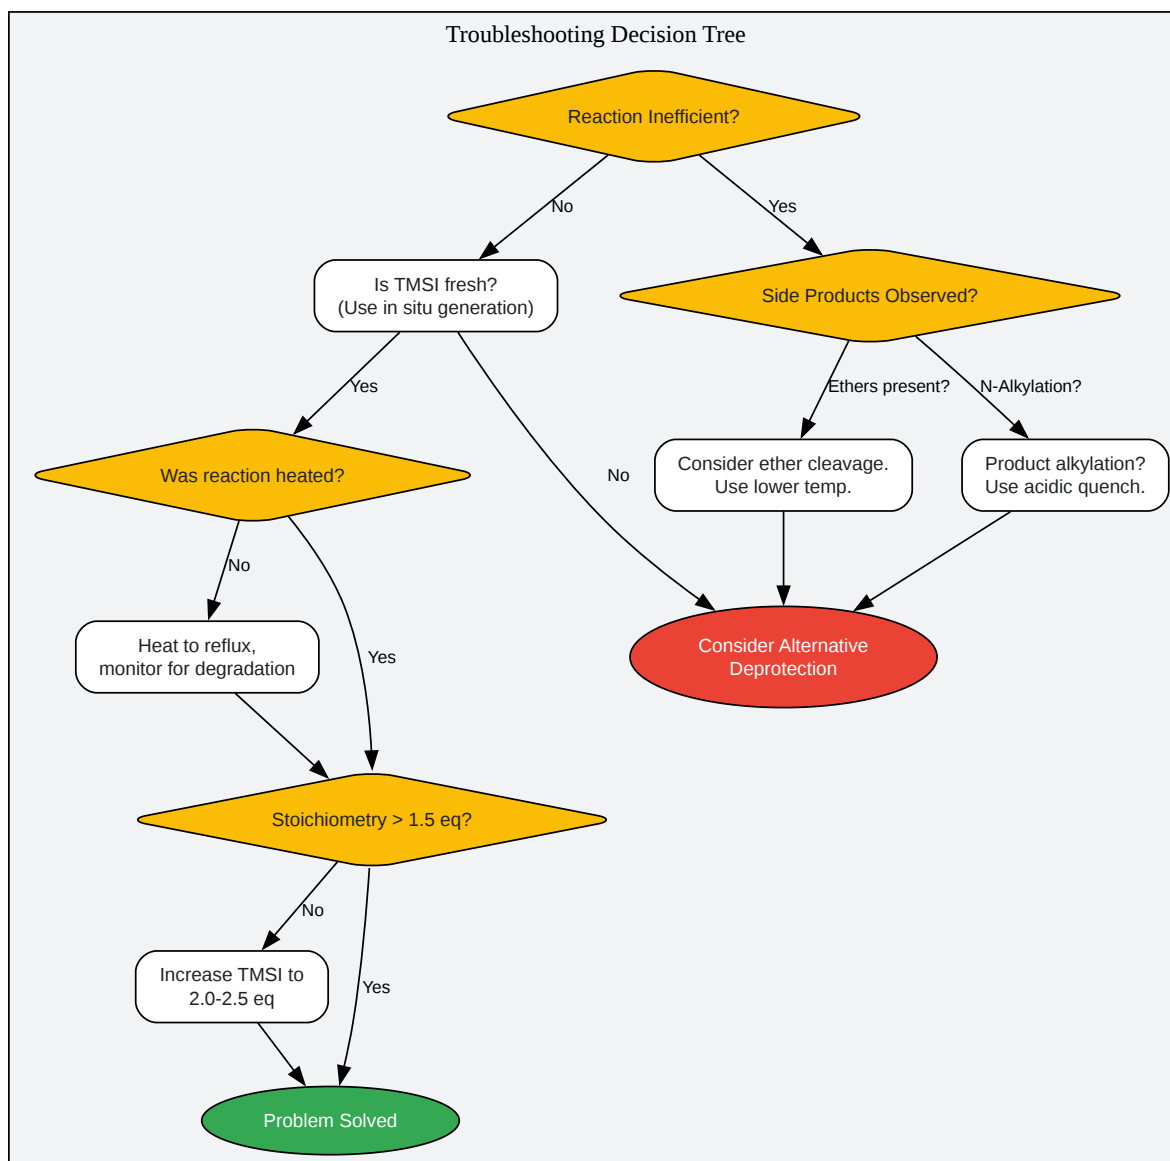 Troubleshooting Decision Tree
Reaction Inefficient?
No
Yes
Is TMSI fresh?
(Use in situ generation)
Side Products Observed?
Yes
Ethers present?
N-Alkylation?
Was reaction heated?
No
Consider ether cleavage.
Use lower temp.
Product alkylation?
Use acidic quench.
No
Heat to reflux,
monitor for degradation
Yes
Consider Alternative
Deprotection
Stoichiometry > 1.5 eq?
No
Increase TMSI to
2.0-2.5 eq
Yes
Problem Solved